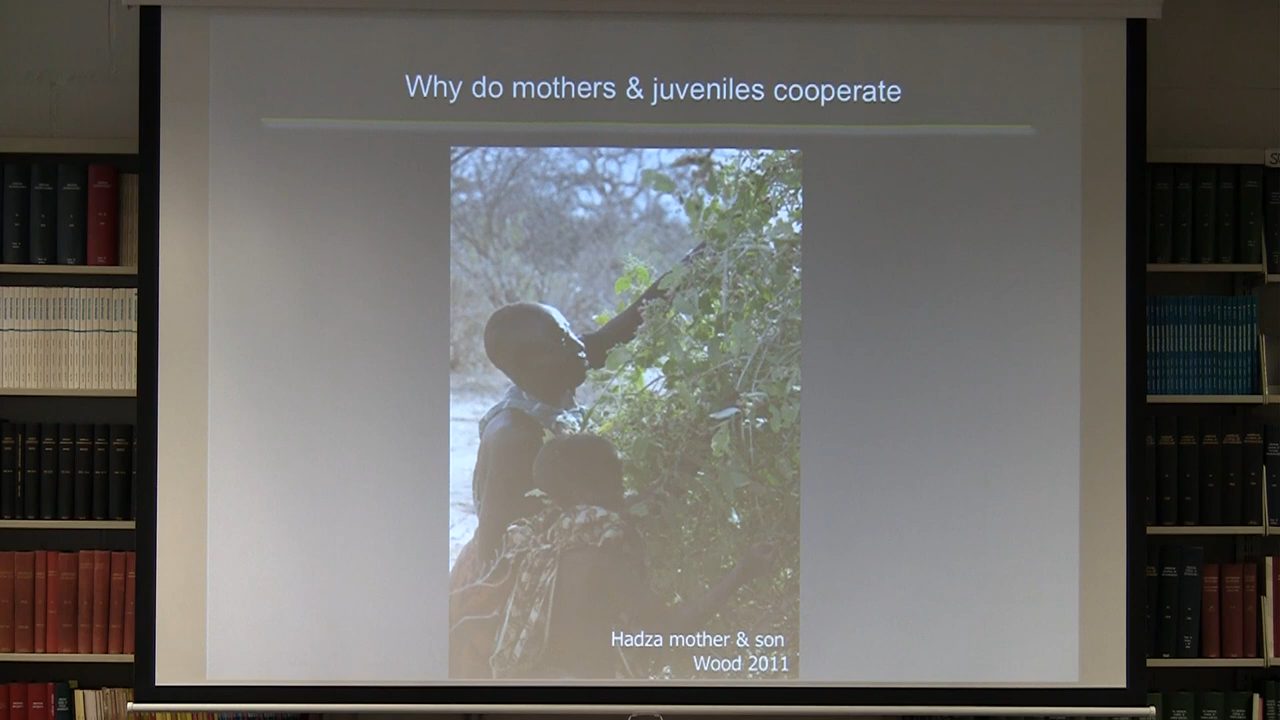 Why do mothers & juveniles cooperate
Hadza mother & son
Wood 2011